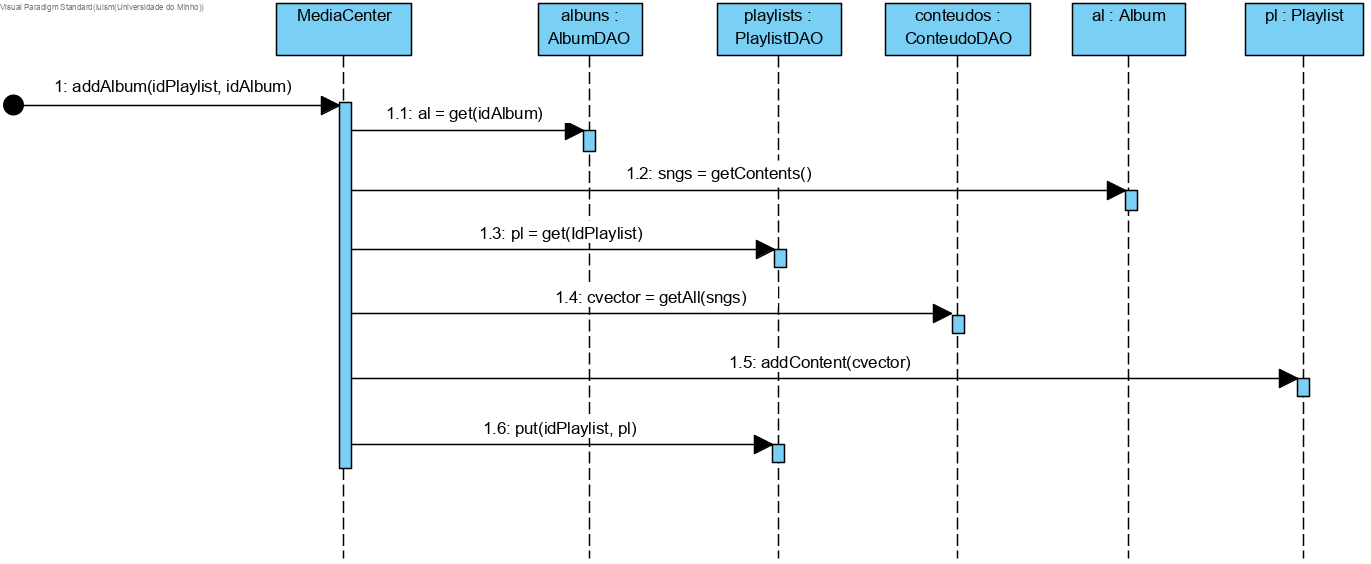 Visual Paradigm Standard(luism(Universidade do Minho))
MediaCenter
albuns :
AlbumDAO
playlists :
PlaylistDAO
conteudos :
ConteudoDAO
al : Album
pl : Playlist
1: addAlbum(idPlaylist, idAlbum)
1.1: al = get(idAlbum)
1.2: sngs = getContents()
1.3: pl = get(IdPlaylist)
1.4: cvector = getAll(sngs)
1.5: addContent(cvector)
1.6: put(idPlaylist, pl)